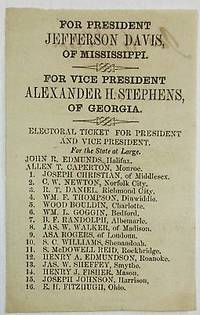 FOR PRESIDENT
JEFFERSON DAVIS,
OF MISSISSIPPI.
FOR VICE PRESIDENT
ALEXANDER H. STEPHENS,
OF GEORGIA.
ELECTORAL TICKET FOR PRESIDENT
AND VICE PRESIDENT.
For the State at Large.
JOHN R. EDMUNDS, Halifax.
ALLEN T. CAPERTON, Monroe.
1. JOSEPH CHRISTIAN, of Middlesex.
2. C. W. NEWTON, Norfolk City.
3. R. T. DANIEL, Richmond City.
4. WM. F. THOMPSON, Dinwiddie.
5. WOOD BOULDIN, Charlotte.
6. WM. L. GOGGIN, Bedford.
7. B. F. RANDOLPH, Albemarle.
8. JAS. W. WALKER, of Madison.
9. ASA ROGERS, of Loudoun.
10. S. C. WILLIAMS, Shenandoah.
11. S. McDOWELL REID, Rockbridge.
12. HENRY A. EDMUNDSON, Roanoke.
13. JAS. W. SHEFFEY, Smythe.
14. HENRY J. FISHER, Mason.
15. JOSEPH JOHNSON, Harrison,
16. E. H. FITZHUGH, Ohio.